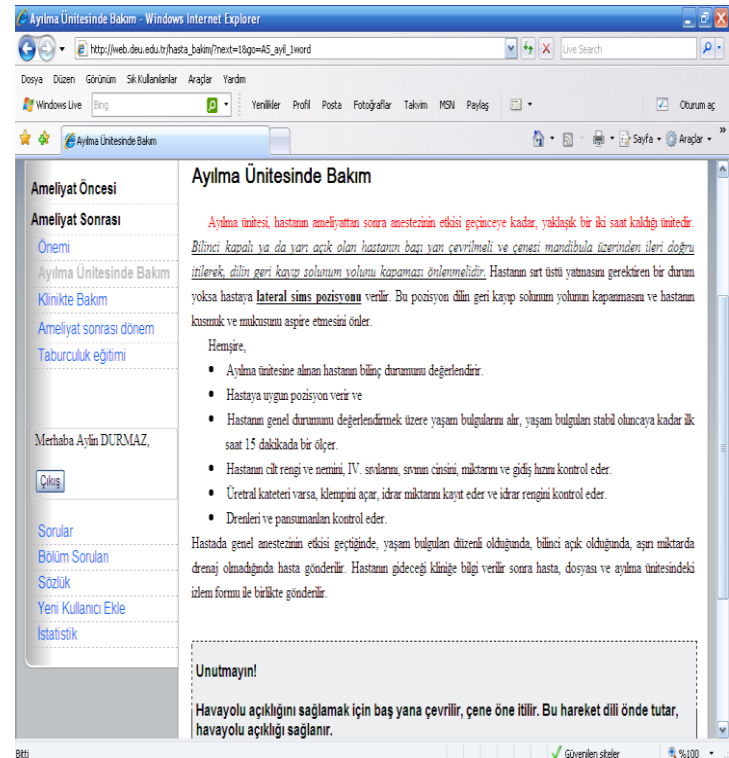 Ayılma Ünitesinde Bakım - Windows Internet Explorer
http://web.deu.edu.tr/hasta_bakim/?next=18&go=A5_ayil_1word
Live Search
Dosya Düzen Görünüm Sık Kullanılanlar Araçlar Yardım
Windows Live Bing Yenilikler Profil Posta Fotoğraflar Takvim MSN Paylaş Oturum aç
Ayılma Ünitesinde Bakım Sayfa Araçlar »
Ameliyat Öncesi
Ameliyat Sonrası
Önemi
Ayılma Ünitesinde Bakım
Klinikte Bakım
Ameliyat sonrası dönem
Taburculuk eğitimi
Merhaba Aylin DURMAZ,
Çıkış
Sorular
Bölüm Soruları
Sözlük
Yeni Kullanıcı Ekle
İstatistik
Ayılma Ünitesinde Bakım
Ayılma ünitesi, hastanın ameliyattan sonra anestezinin etkisi geçinceye kadar, yaklaşık bir iki saat kaldığı ünitedir.
Bilinci kapalı ya da yarı açık olan hastanın başı yan çevrilmeli ve çenesi mandibula üzerinden ileri doğru
itilerek, dilin geri kayıp solunum yolunu kapaması önlenmelidir. Hastanın sırt üstü yatmasını gerektiren bir durum
yoksa hastaya lateral sims pozisyonu verilir. Bu pozisyon dilin geri kayıp solunum yolunun kapanmasını ve hastanın
kusmuk ve mukusunu aspire etmesini önler.
Hemşire,
• Ayılma ünitesine alınan hastanın bilinç durumunu değerlendirir.
• Hastaya uygun pozisyon verir ve
• Hastanın genel durumunu değerlendirmek üzere yaşam bulgularını alır, yaşam bulguları stabil oluncaya kadar ilk
saat 15 dakikada bir ölçer.
• Hastanın cilt rengi ve nemini, IV. sıvılarını, sıvının cinsini, miktarını ve gidiş hızını kontrol eder.
• Üretral kateteri varsa, klempini açar, idrar miktarını kayıt eder ve idrar rengini kontrol eder.
• Drenleri ve pansumanları kontrol eder.
Hastada genel anestezinin etkisi geçtiğinde, yaşam bulguları düzenli olduğunda, bilinci açık olduğunda, aşırı miktarda
drenaj olmadığında hasta gönderilir. Hastanın gideceği kliniğe bilgi verilir sonra hasta, dosyası ve ayılma ünitesindeki
izlem formu ile birlikte gönderilir.
Unutmayın!
Havayolu açıklığını sağlamak için baş yana çevrilir, çene öne itilir. Bu hareket dili önde tutar,
havayolu açıklığı sağlanır.
Bitti Güvenilen siteler %100